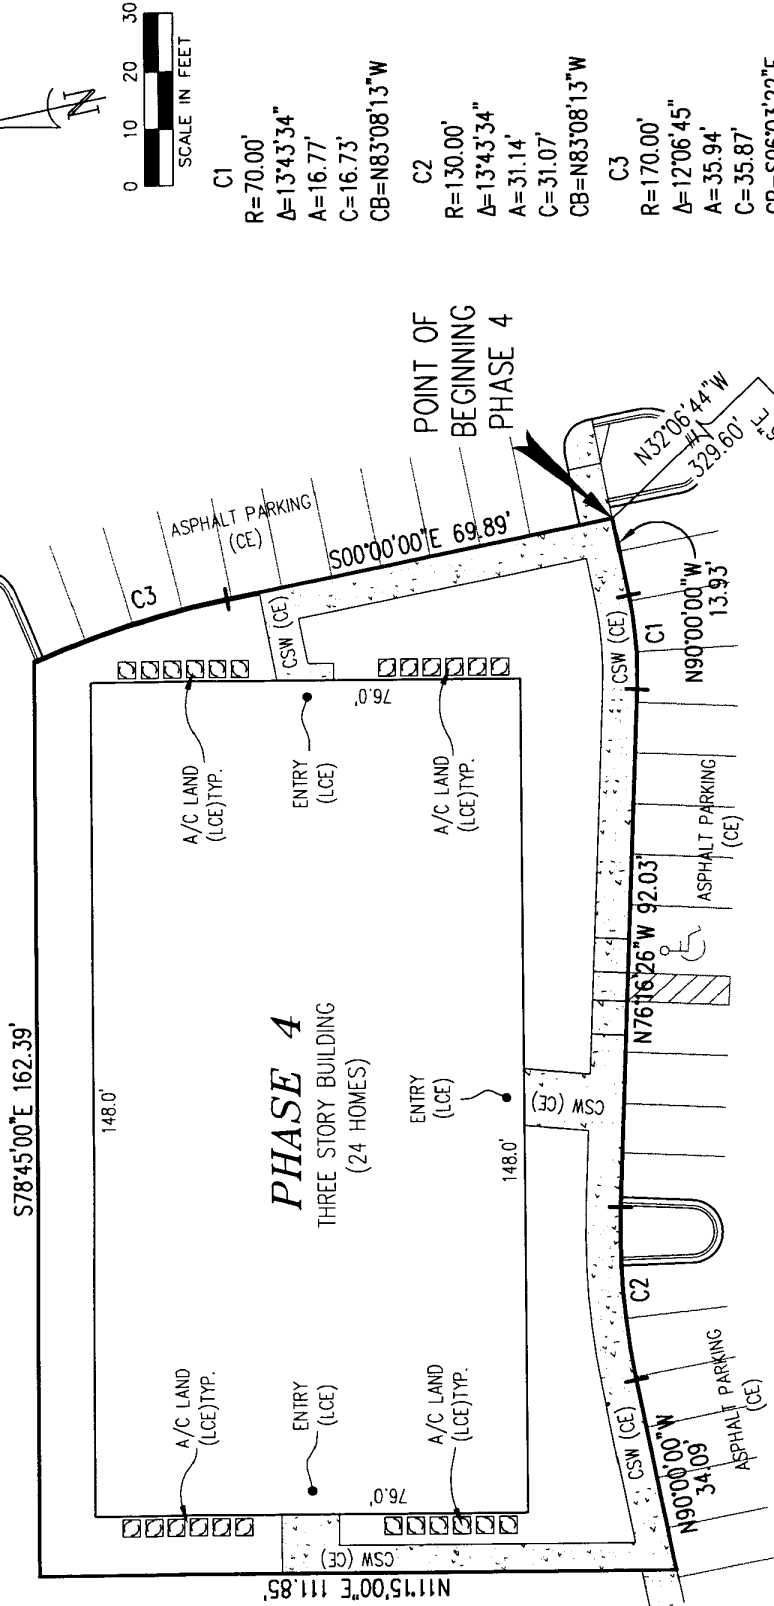 N
0 10 20 30
SCALE IN FEET
C1
R=70.00'
Δ=13°43'34"
A=16.77'
C=16.73'
CB=N83°08'13"W
C2
R=130.00'
Δ=13°43'34"
A=31.14'
C=31.07'
CB=N83°08'13"W
C3
R=170.00'
Δ=12°06'45"
A=35.94'
C=35.87'
CB=S06°03'22"E
POINT OF
BEGINNING
PHASE 4
N32°06'44"W
329.60'
S78°45'00"E 162.39'
C3
ASPHALT PARKING
(CE)
S00°00'00"E 69.89'
CSW (CE)
148.0'
76.0'
A/C LAND
(LCE)TYP.
ENTRY
(LCE)
A/C LAND
(LCE)TYP.
PHASE 4
THREE STORY BUILDING
(24 HOMES)
ENTRY
(LCE)
148.0'
CSW (CE)
A/C LAND
(LCE)TYP.
ENTRY
(LCE)
A/C LAND
(LCE)TYP.
76.0'
CSW (CE)
N11°15'00"E 111.85'
N90°00'00"W
34.09'
CSW (CE)
ASPHALT PARKING
(CE)
C2
N76°16'26"W 92.03'
ASPHALT PARKING
(CE)
CSW (CE)
C1
N90°00'00"W
13.93'